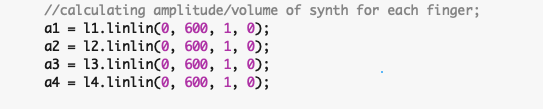 //calculating amplitude/volume of synth for each finger;
a1 = l1.linlin(0, 600, 1, 0);
a2 = l2.linlin(0, 600, 1, 0);
a3 = l3.linlin(0, 600, 1, 0);
a4 = l4.linlin(0, 600, 1, 0);